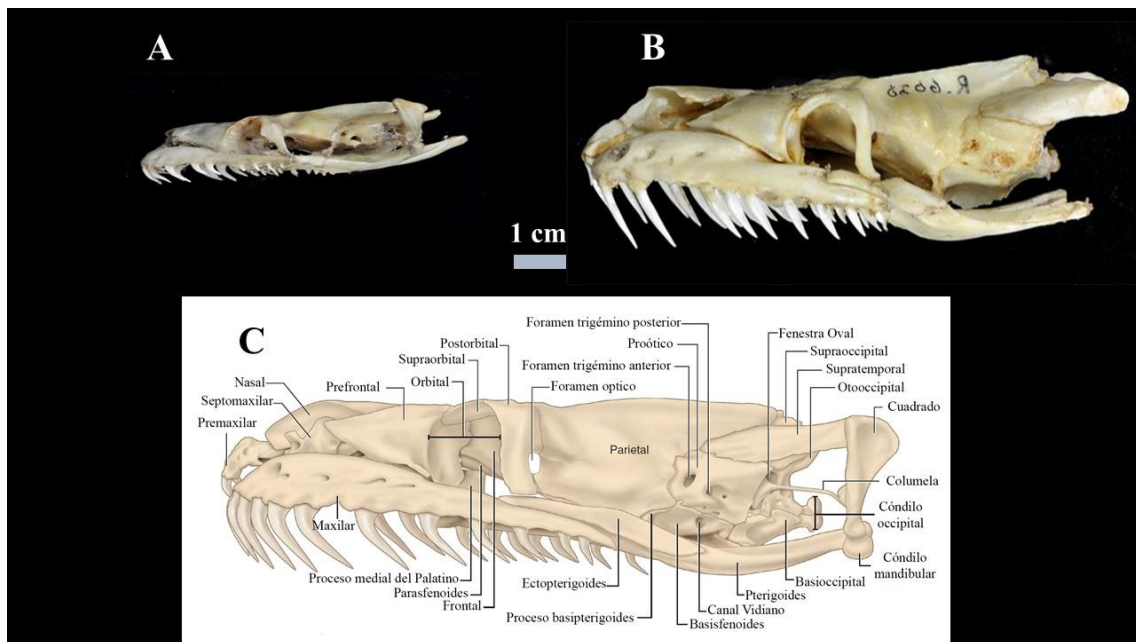 A
B
R.6020
1 cm
C
Foramen trigémino posterior
Proótico
Foramen trigémino anterior
Foramen optico
Postorbital
Supraorbital
Orbital
Prefrontal
Nasal
Septomaxilar
Premaxilar
Fenestra Oval
Supraoccipital
Supratemporal
Otooccipital
Cuadrado
Parietal
Columela
Cóndilo
occipital
Cóndilo
mandibular
Maxilar
Proceso medial del Palatino
Parasfenoides
Frontal
Ectopterigoides
Proceso basipterigoides
Basisfenoides
Canal Vidiano
Pterigoides
Basioccipital